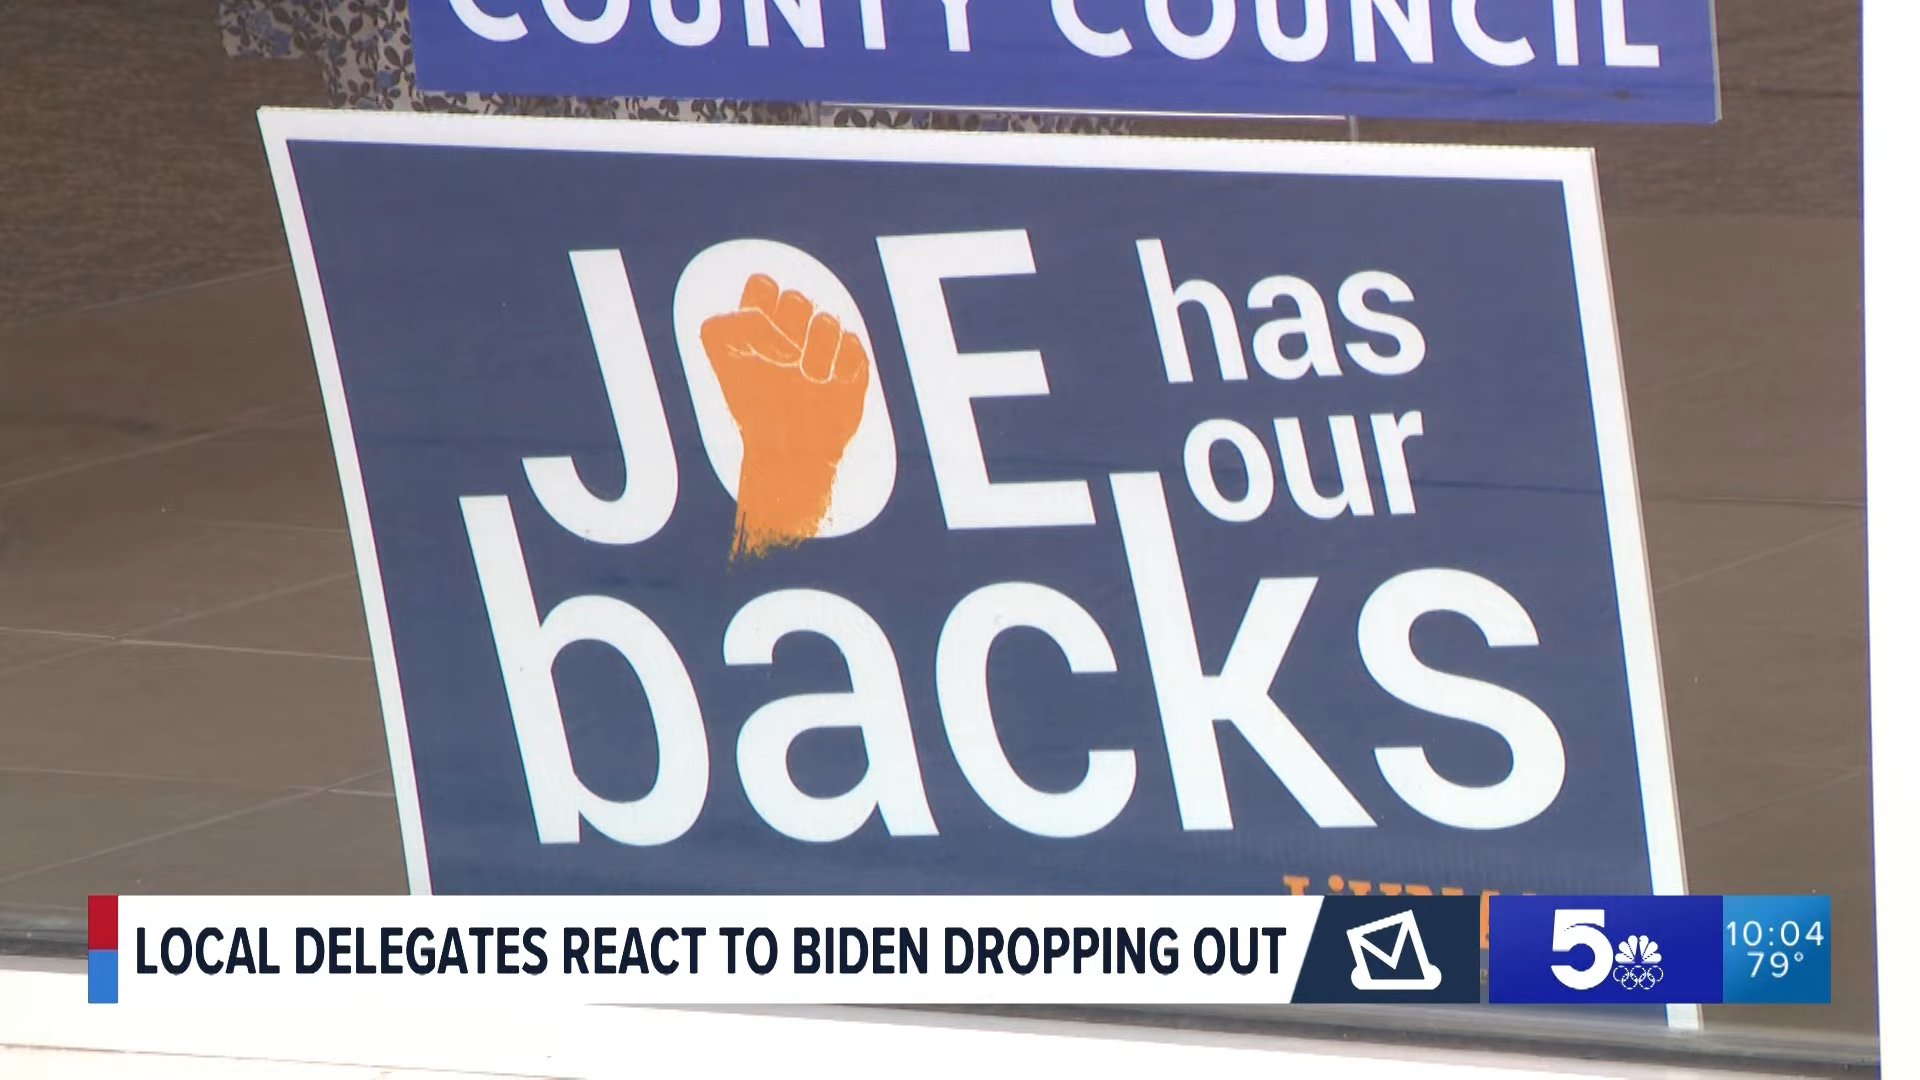 COUNTY COUNCIL
JOE has
our
backs
LOCAL DELEGATES REACT TO BIDEN DROPPING OUT
5
10:04
79°